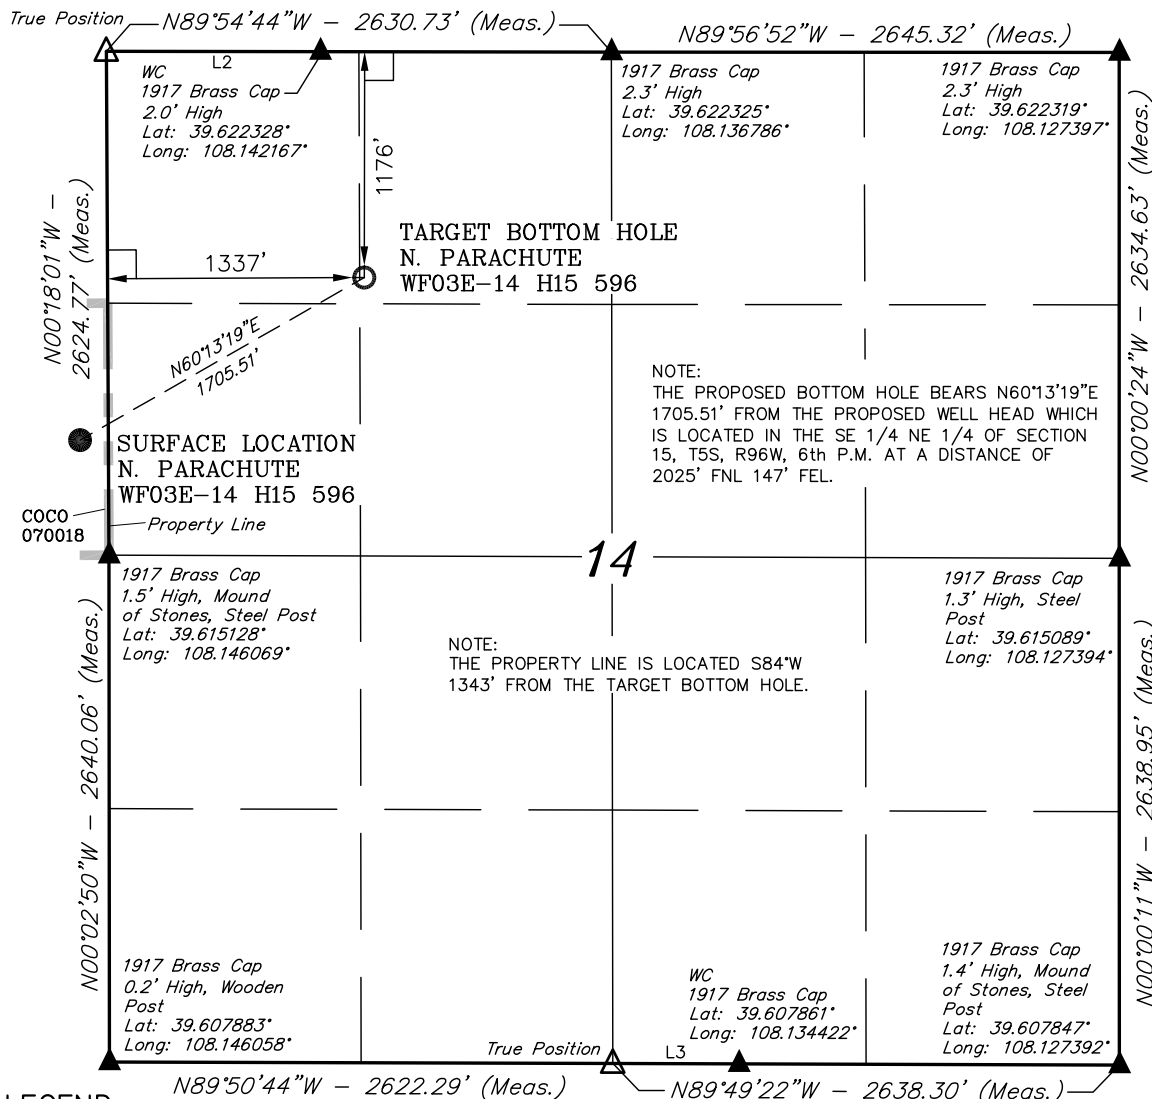 True Position
N89°54'44"W - 2630.73' (Meas.)
N89°56'52"W - 2645.32' (Meas.)
L2
WC
1917 Brass Cap
2.0' High
Lat: 39.622328°
Long: 108.142167°
1917 Brass Cap
2.3' High
Lat: 39.622325°
Long: 108.136786°
1917 Brass Cap
2.3' High
Lat: 39.622319°
Long: 108.127397°
1176'
N00°18'01"W -
2624.77' (Meas.)
N00°00'24"W - 2634.63' (Meas.)
TARGET BOTTOM HOLE
N. PARACHUTE
WF03E-14 H15 596
1337'
N60°13'19"E
1705.51'
NOTE:
THE PROPOSED BOTTOM HOLE BEARS N60°13'19"E
1705.51' FROM THE PROPOSED WELL HEAD WHICH
IS LOCATED IN THE SE 1/4 NE 1/4 OF SECTION
15, T5S, R96W, 6th P.M. AT A DISTANCE OF
2025' FNL 147' FEL.
SURFACE LOCATION
N. PARACHUTE
WF03E-14 H15 596
COCO
070018
Property Line
14
1917 Brass Cap
1.5' High, Mound
of Stones, Steel Post
Lat: 39.615128°
Long: 108.146069°
1917 Brass Cap
1.3' High, Steel
Post
Lat: 39.615089°
Long: 108.127394°
NOTE:
THE PROPERTY LINE IS LOCATED S84°W
1343' FROM THE TARGET BOTTOM HOLE.
N00°02'50"W - 2640.06' (Meas.)
N00°00'11"W - 2638.95' (Meas.)
1917 Brass Cap
0.2' High, Wooden
Post
Lat: 39.607883°
Long: 108.146058°
WC
1917 Brass Cap
Lat: 39.607861°
Long: 108.134422°
1917 Brass Cap
1.4' High, Mound
of Stones, Steel
Post
Lat: 39.607847°
Long: 108.127392°
True Position
L3
N89°50'44"W - 2622.29' (Meas.)
N89°49'22"W - 2638.30' (Meas.)
LEGEND